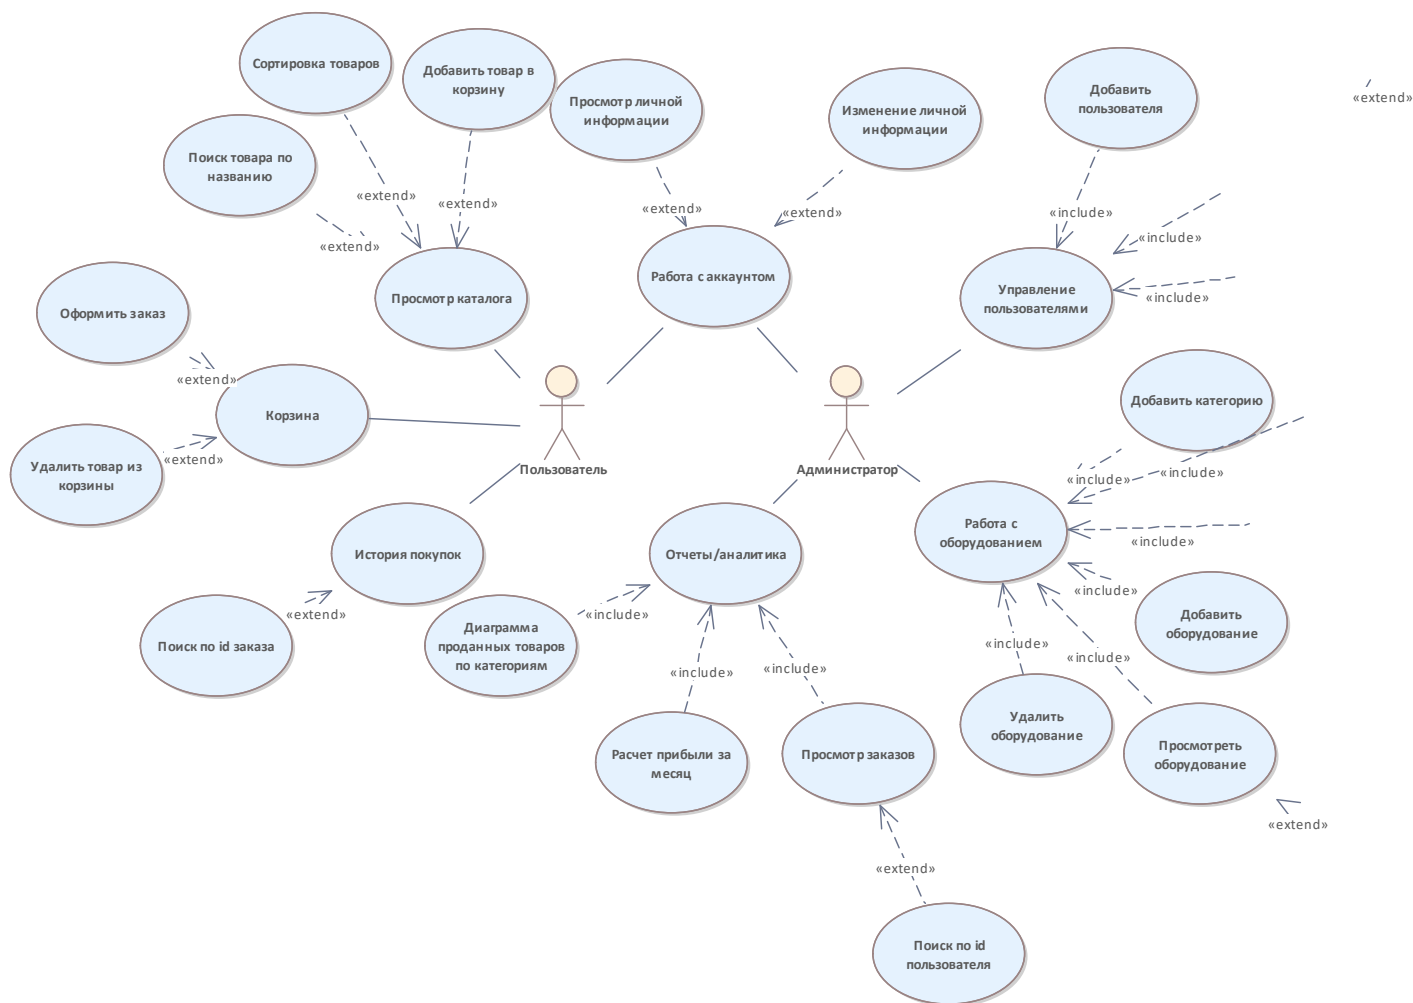 Сортировка товаров
Добавить товар в
корзину
Просмотр личной
информации
Изменение личной
информации
Добавить
пользователя
«extend»
Поиск товара по
названию
«extend»
«extend»
«extend»
«extend»
«extend»
«include»
«include»
«include»
Просмотр каталога
Работа с аккаунтом
Управление
пользователями
Оформить заказ
«extend»
Корзина
Удалить товар из
корзины
«extend»
Пользователь
Администратор
Добавить категорию
«include»
«include»
«include»
«include»
Работа с
оборудованием
История покупок
Отчеты/аналитика
«extend»
Поиск по id заказа
«include»
Диаграмма
проданных товаров
по категориям
Добавить
оборудование
«include»
«include»
«include»
«include»
Удалить
оборудование
Просмотреть
оборудование
Расчет прибыли за
месяц
Просмотр заказов
«extend»
«extend»
Поиск по id
пользователя